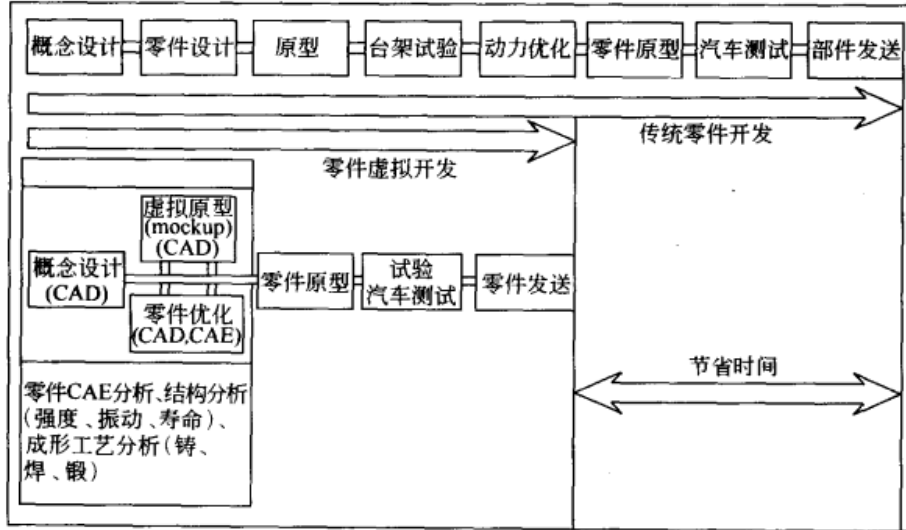 概念设计 零件设计 原型 台架试验 动力优化 零件原型 汽车测试 部件发送
传统零件开发
零件虚拟开发
虚拟原型
(mockup)
(CAD)
概念设计
(CAD)
零件优化
(CAD,CAE)
零件原型
试验
汽车测试
零件发送
节省时间
零件CAE分析、结构分析
(强度、振动、寿命)、
成形工艺分析(铸、
焊、锻)